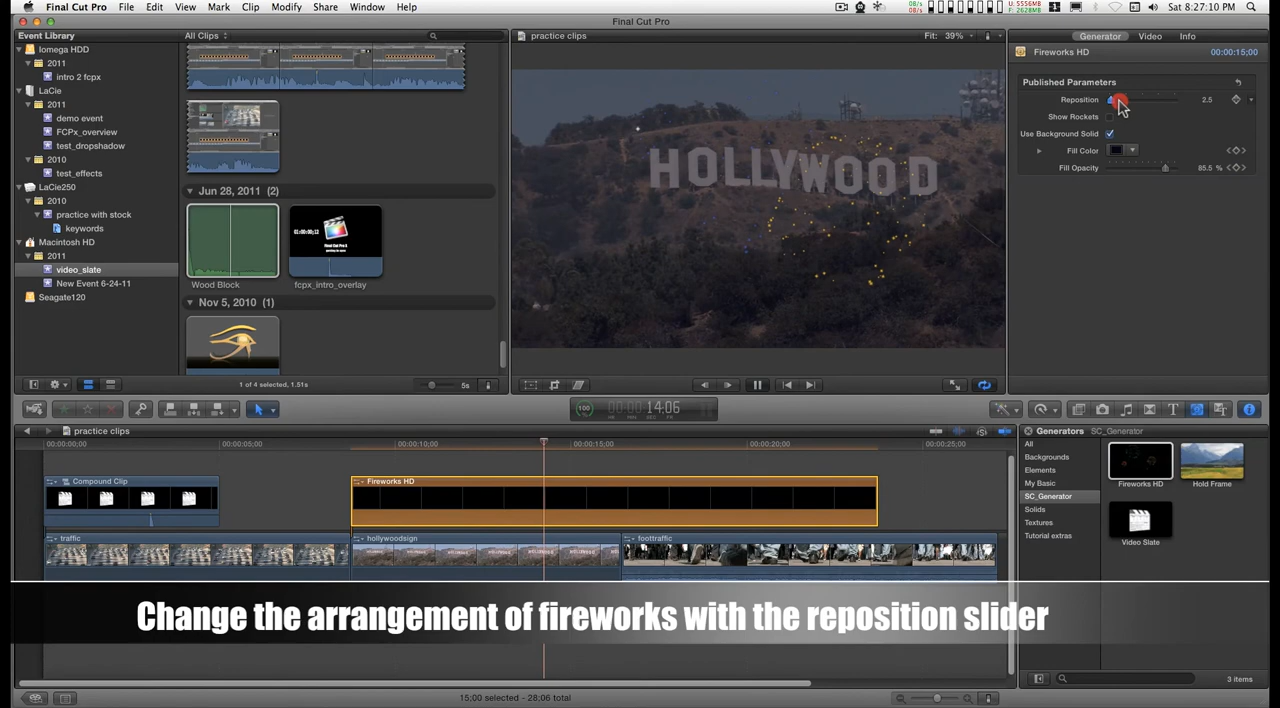 Final Cut Pro File Edit View Mark Clip Modify Share Window Help
Sat 8:27:10 PM
Final Cut Pro
Event Library
Iomega HDD
2011
intro 2 fcpx
LaCie
2011
demo event
FCPx_overview
test_dropshadow
2010
test_effects
LaCie250
2010
practice with stock
keywords
Macintosh HD
2011
video_slate
New Event 6-24-11
Seagate120
All Clips
Jun 28, 2011 (2)
Wood Block
fcpx_intro_overlay
Nov 5, 2010 (1)
1 of 4 selected, 1.51s
5s
practice clips
Fit: 39%
HOLLYWOOD
Generator Video Info
Fireworks HD 00:00:15;00
Published Parameters
Reposition 2.5
Show Rockets
Use Background Solid
Fill Color
Fill Opacity 85.5 %
100 00:00 14:06
practice clips
00:00:00;00 00:00:05;00 00:00:10;00 00:00:15;00 00:00:20;00 00:00:25;00
Compound Clip
Fireworks HD
traffic
hollywoodsign
foottraffic
Generators SC_Generator
All
Backgrounds
Elements
My Basic
SC_Generator
Solids
Textures
Tutorial extras
Fireworks HD
Hold Frame
Video Slate
Change the arrangement of fireworks with the reposition slider
15:00 selected - 28:06 total
3 items